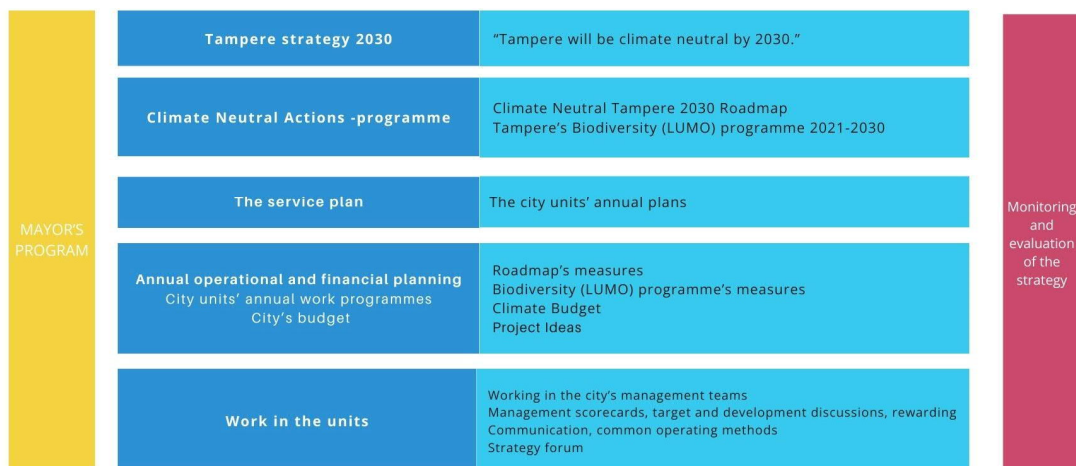 MAYOR'S
PROGRAM
Tampere strategy 2030
“Tampere will be climate neutral by 2030.”
Climate Neutral Actions -programme
Climate Neutral Tampere 2030 Roadmap
Tampere's Biodiversity (LUMO) programme 2021-2030
The service plan
The city units' annual plans
Annual operational and financial planning
City units' annual work programmes
City's budget
Roadmap's measures
Biodiversity (LUMO) programme's measures
Climate Budget
Project Ideas
Work in the units
Working in the city's management teams
Management scorecards, target and development discussions, rewarding
Communication, common operating methods
Strategy forum
Monitoring
and
evaluation
of the
strategy